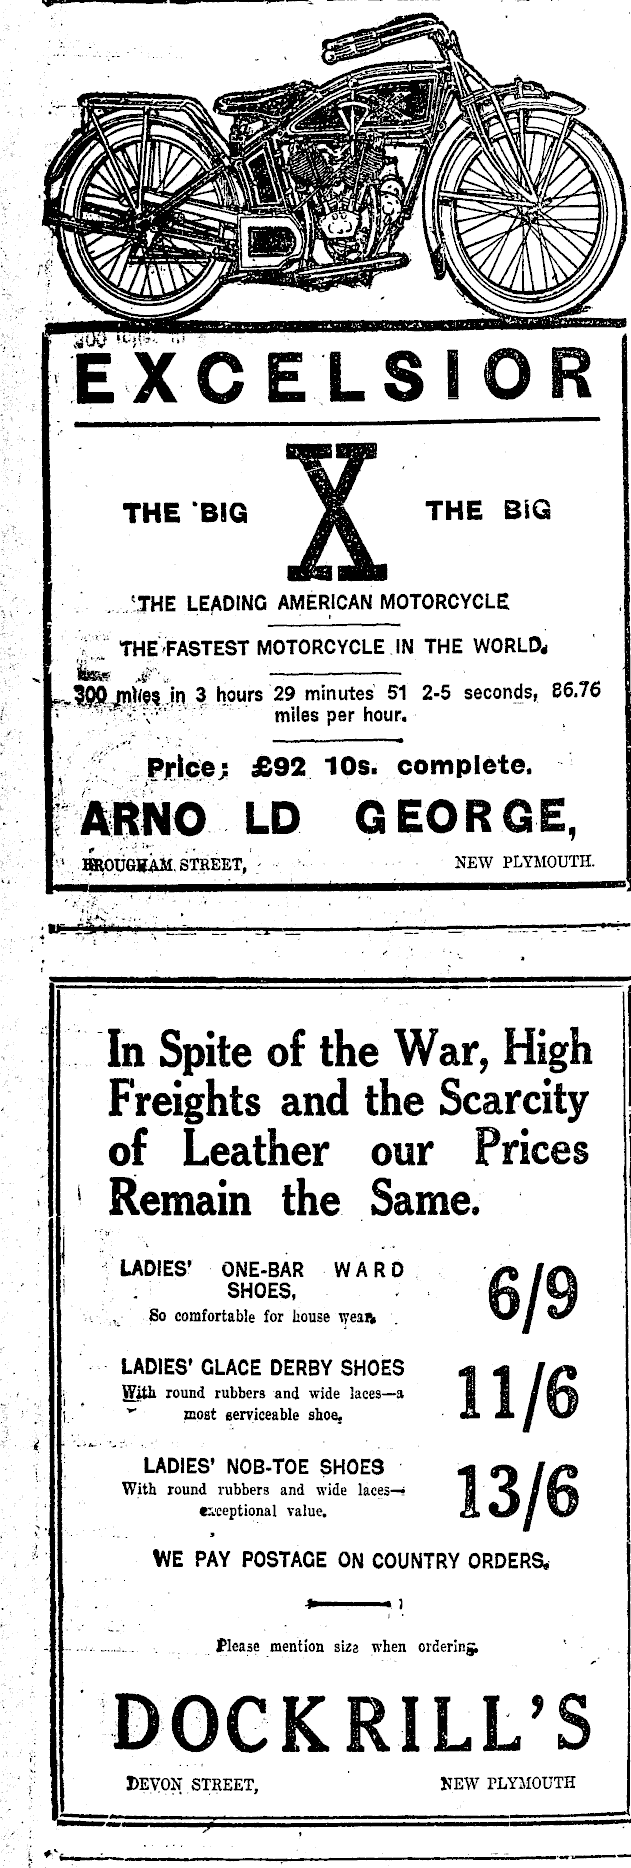 EXCELSIOR
THE BIG X THE BIG
THE LEADING AMERICAN MOTORCYCLE
THE FASTEST MOTORCYCLE IN THE WORLD.
300 miles in 3 hours 29 minutes 51 2-5 seconds, 86.76
miles per hour.
Price; £92 10s. complete.
ARNO LD GEORGE,
BROUGHAM STREET, NEW PLYMOUTH.
In Spite of the War, High
Freights and the Scarcity
of Leather our Prices
Remain the Same.
LADIES' ONE-BAR WARD
SHOES,
So comfortable for house wear.
6/9
LADIES' GLACE DERBY SHOES
With round rubbers and wide laces—a
most serviceable shoe.
11/6
LADIES' NOB-TOE SHOES
With round rubbers and wide laces—
exceptional value.
13/6
WE PAY POSTAGE ON COUNTRY ORDERS.
Please mention size when ordering.
DOCKRILL'S
DEVON STREET, NEW PLYMOUTH